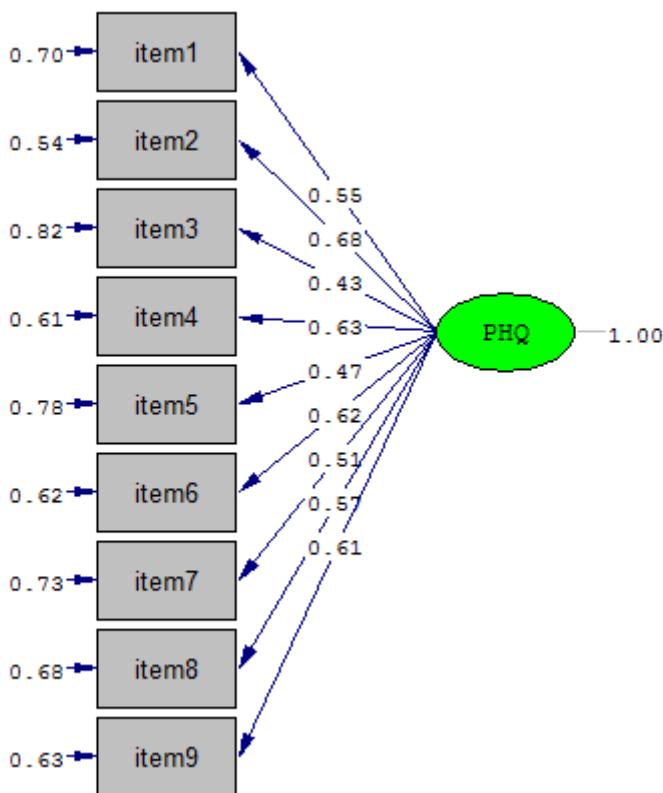 0.70 item1
0.54 item2
0.55
0.82 item3
0.68
0.43
0.61 item4
0.63
PHQ 1.00
0.47
0.78 item5
0.62
0.51
0.62 item6
0.57
0.61
0.73 item7
0.68 item8
0.63 item9